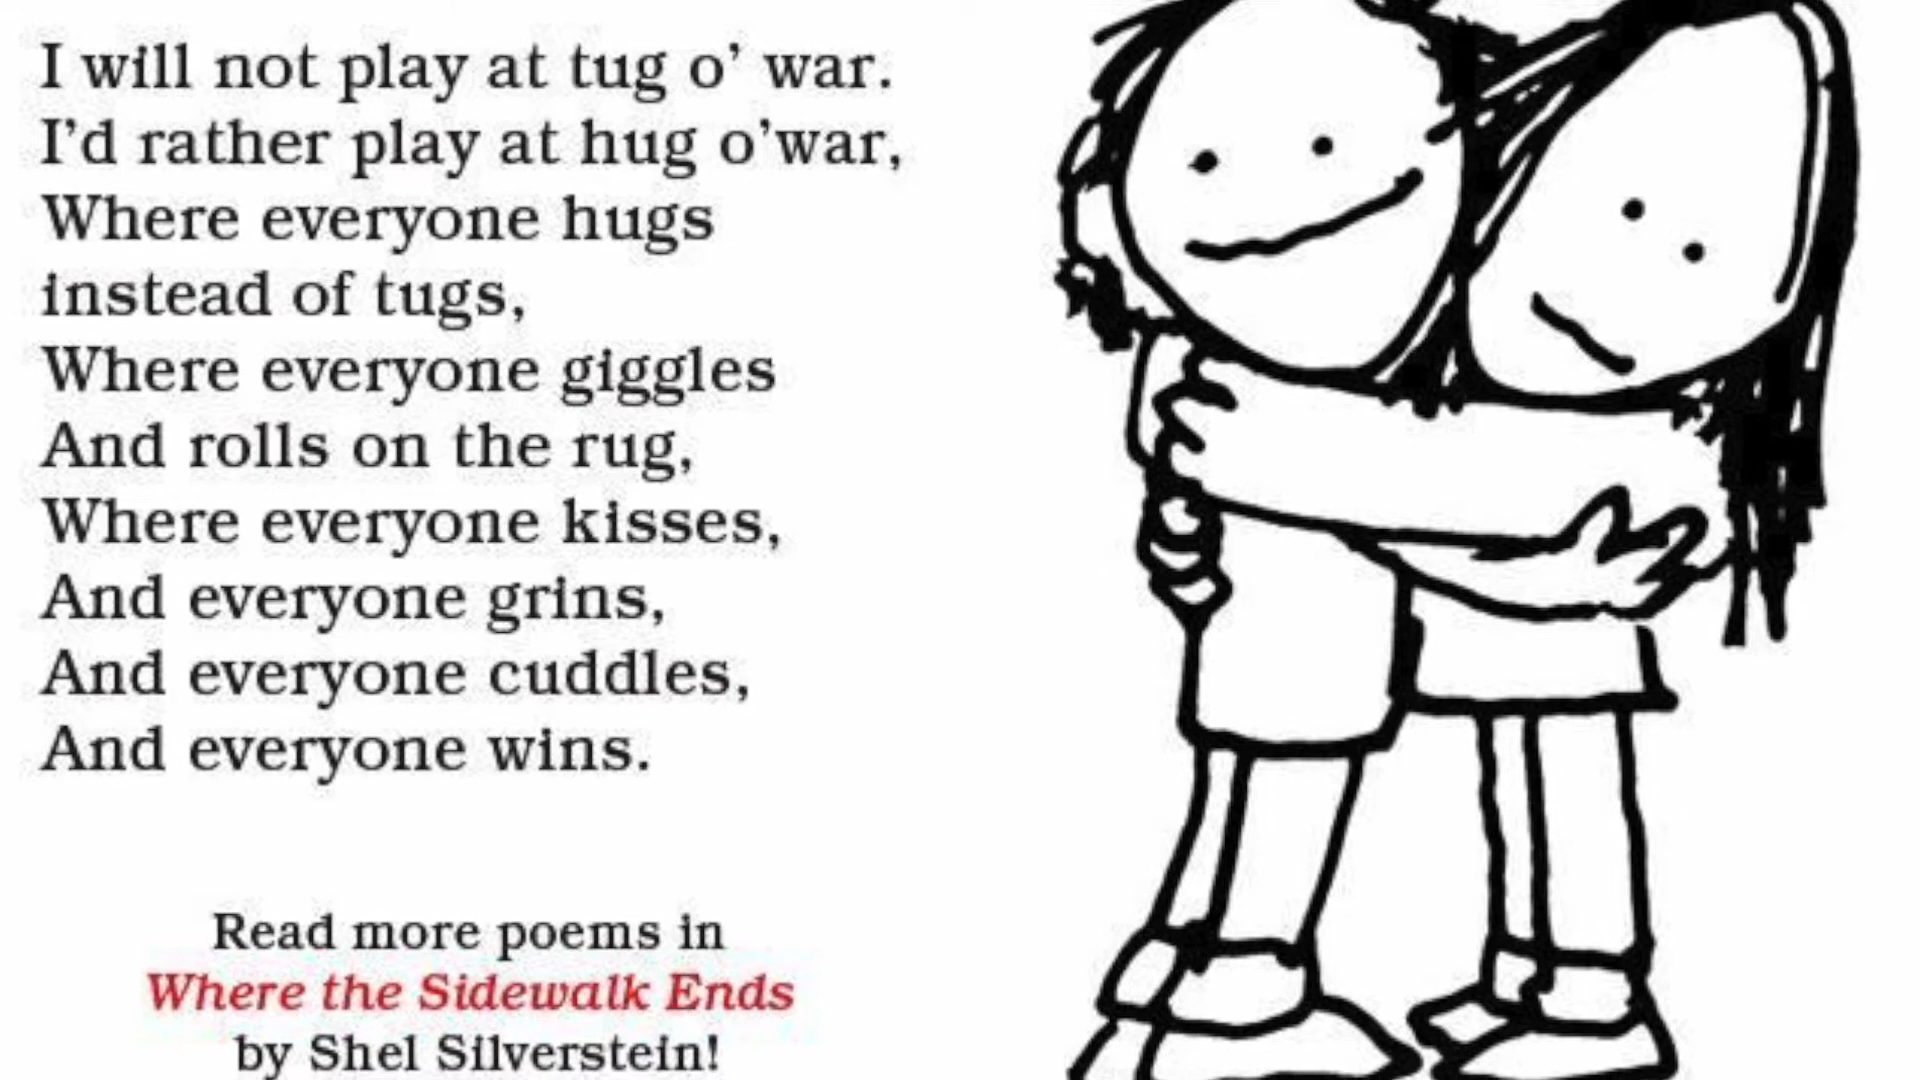 I will not play at tug o' war.
I'd rather play at hug o'war,
Where everyone hugs
instead of tugs,
Where everyone giggles
And rolls on the rug,
Where everyone kisses,
And everyone grins,
And everyone cuddles,
And everyone wins.
Read more poems in
Where the Sidewalk Ends
by Shel Silverstein!